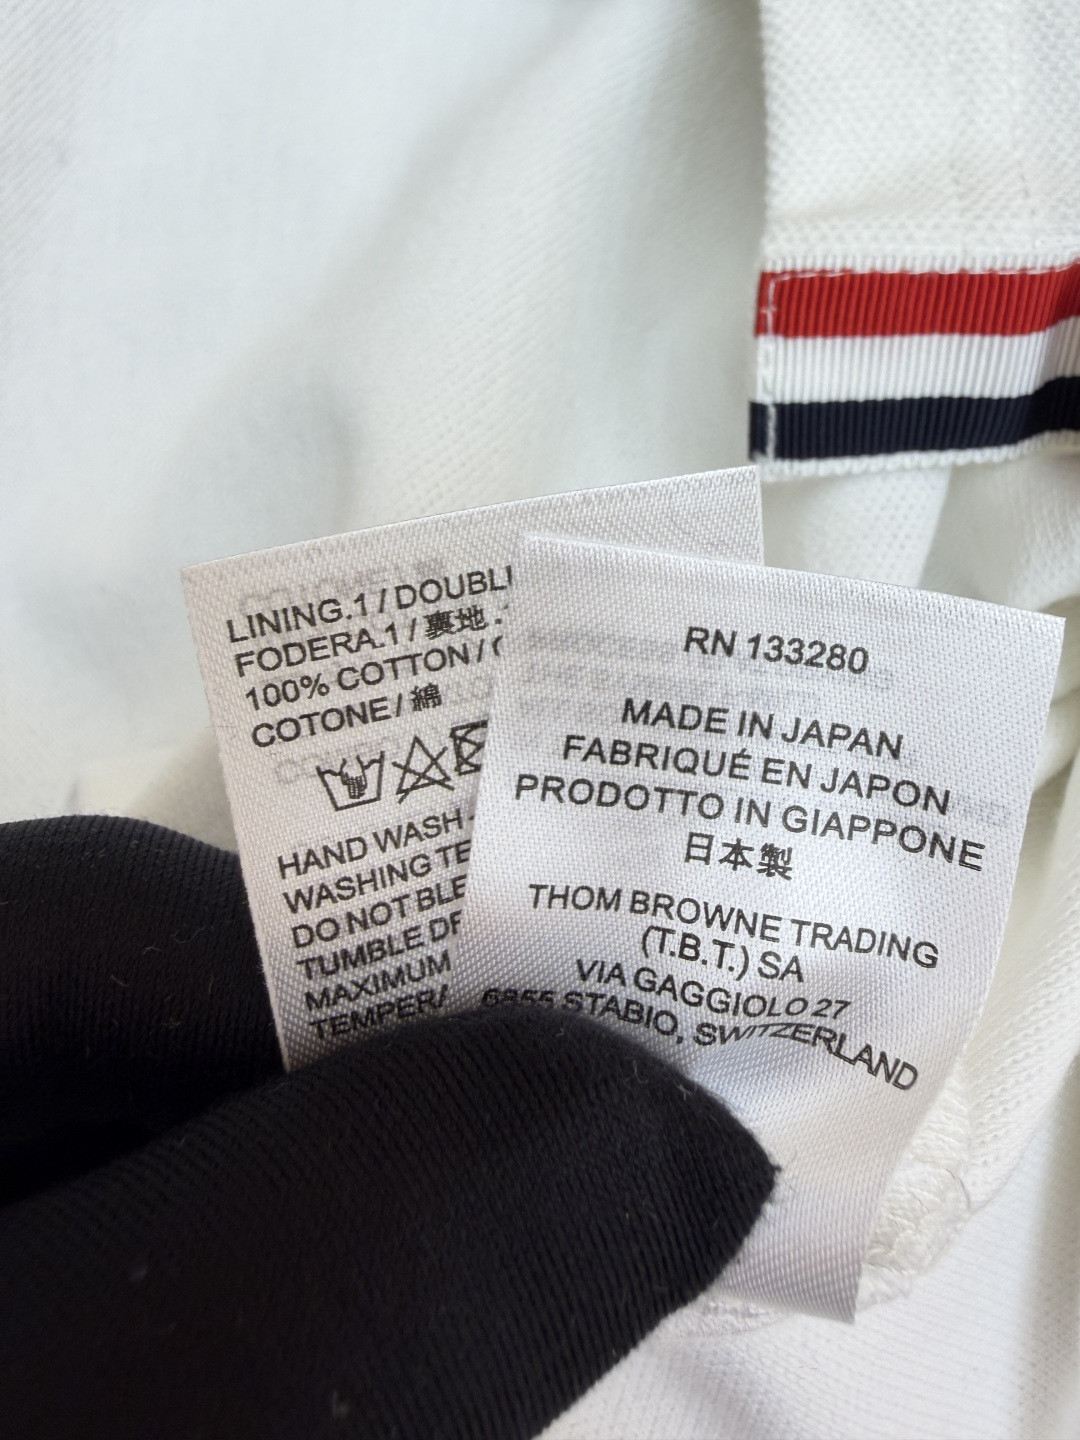 LINING.1 / DOUBL
FODERA.1 / 裏地 .
100% COTTON /
COTONE / 綿
HAND WASH
WASHING TE
DO NOT BLE
TUMBLE DR
MAXIMUM
TEMPER
RN 133280
MADE IN JAPAN
FABRIQUÉ EN JAPON
PRODOTTO IN GIAPPONE
日本製
THOM BROWNE TRADING
(T.B.T.) SA
VIA GAGGIOLO 27
6855 STABIO, SWITZERLAND